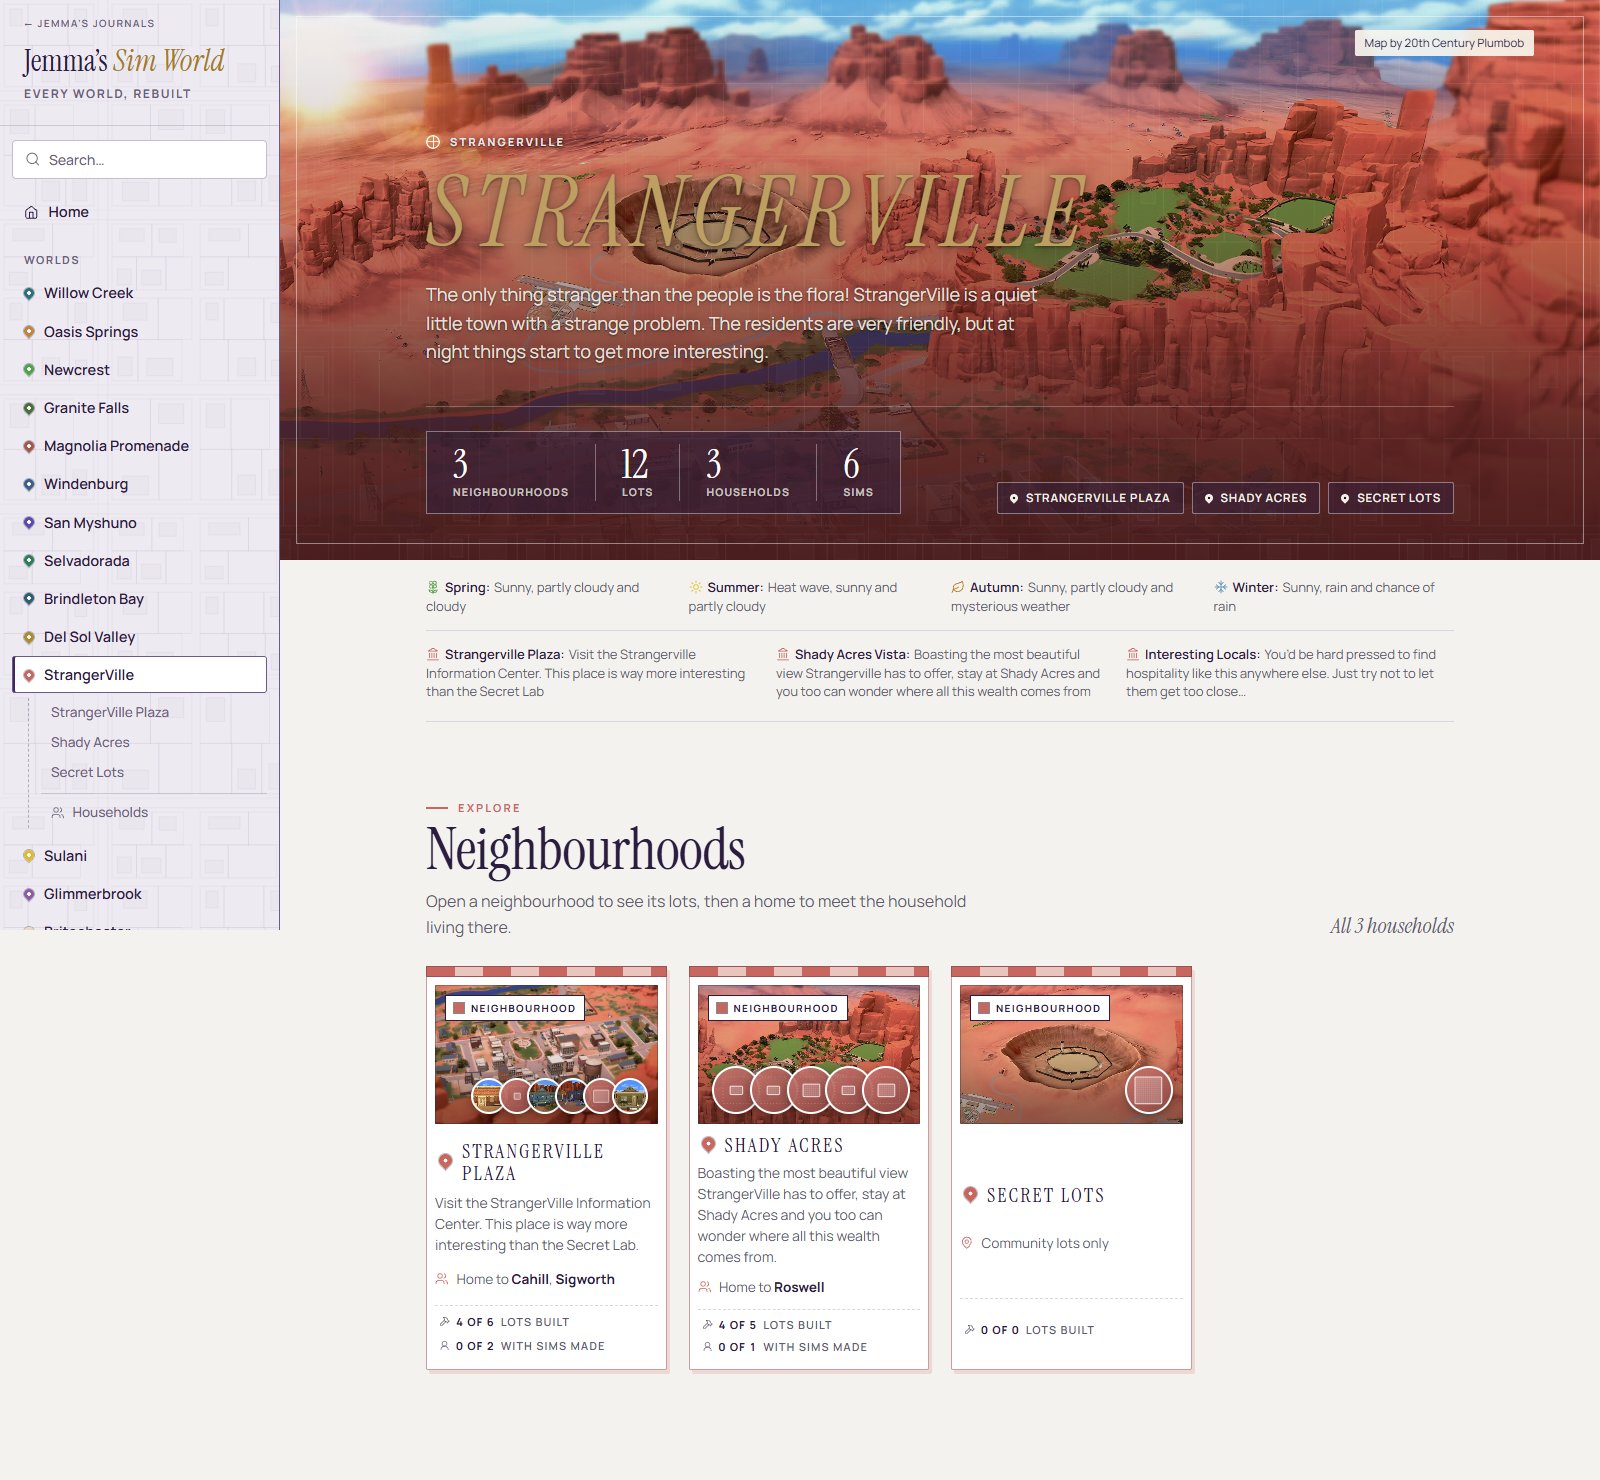 ← JEMMA'S JOURNALS
Jemma's Sim World
EVERY WORLD, REBUILT
Search...
Home
WORLDS
Willow Creek
Oasis Springs
Newcrest
Granite Falls
Magnolia Promenade
Windenburg
San Myshuno
Selvadorada
Brindleton Bay
Del Sol Valley
StrangerVille
StrangerVille Plaza
Shady Acres
Secret Lots
Households
Sulani
Glimmerbrook
Map by 20th Century Plumbob
STRANGERVILLE
STRANGERVILLE
The only thing stranger than the people is the flora! StrangerVille is a quiet
little town with a strange problem. The residents are very friendly, but at
night things start to get more interesting.
3 NEIGHBOURHOODS
12 LOTS
3 HOUSEHOLDS
6 SIMS
STRANGERVILLE PLAZA
SHADY ACRES
SECRET LOTS
Spring: Sunny, partly cloudy and
cloudy
Summer: Heat wave, sunny and
partly cloudy
Autumn: Sunny, partly cloudy and
mysterious weather
Winter: Sunny, rain and chance of
rain
Strangerville Plaza: Visit the Strangerville
Information Center. This place is way more interesting
than the Secret Lab
Shady Acres Vista: Boasting the most beautiful
view Strangerville has to offer, stay at Shady Acres and
you too can wonder where all this wealth comes from
Interesting Locals: You'd be hard pressed to find
hospitality like this anywhere else. Just try not to let
them get too close...
EXPLORE
Neighbourhoods
Open a neighbourhood to see its lots, then a home to meet the household
living there.
All 3 households
NEIGHBOURHOOD
STRANGERVILLE
PLAZA
Visit the StrangerVille Information
Center. This place is way more
interesting than the Secret Lab.
Home to Cahill, Sigworth
4 OF 6 LOTS BUILT
0 OF 2 WITH SIMS MADE
NEIGHBOURHOOD
SHADY ACRES
Boasting the most beautiful view
StrangerVille has to offer, stay at
Shady Acres and you too can
wonder where all this wealth
comes from.
Home to Roswell
4 OF 5 LOTS BUILT
0 OF 1 WITH SIMS MADE
NEIGHBOURHOOD
SECRET LOTS
Community lots only
0 OF 0 LOTS BUILT